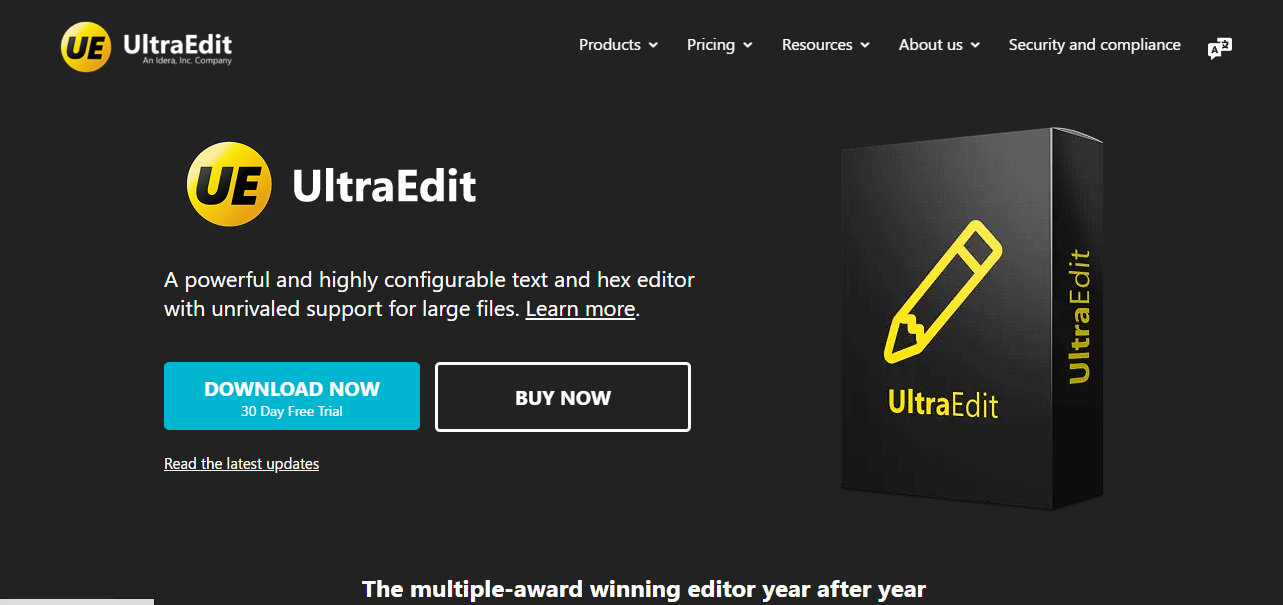 UE UltraEdit
An Idera, Inc. Company
Products Pricing Resources About us Security and compliance
UE UltraEdit
A powerful and highly configurable text and hex editor
with unrivaled support for large files. Learn more.
DOWNLOAD NOW
30 Day Free Trial
BUY NOW
Read the latest updates
UltraEdit
UltraEdit
The multiple-award winning editor year after year